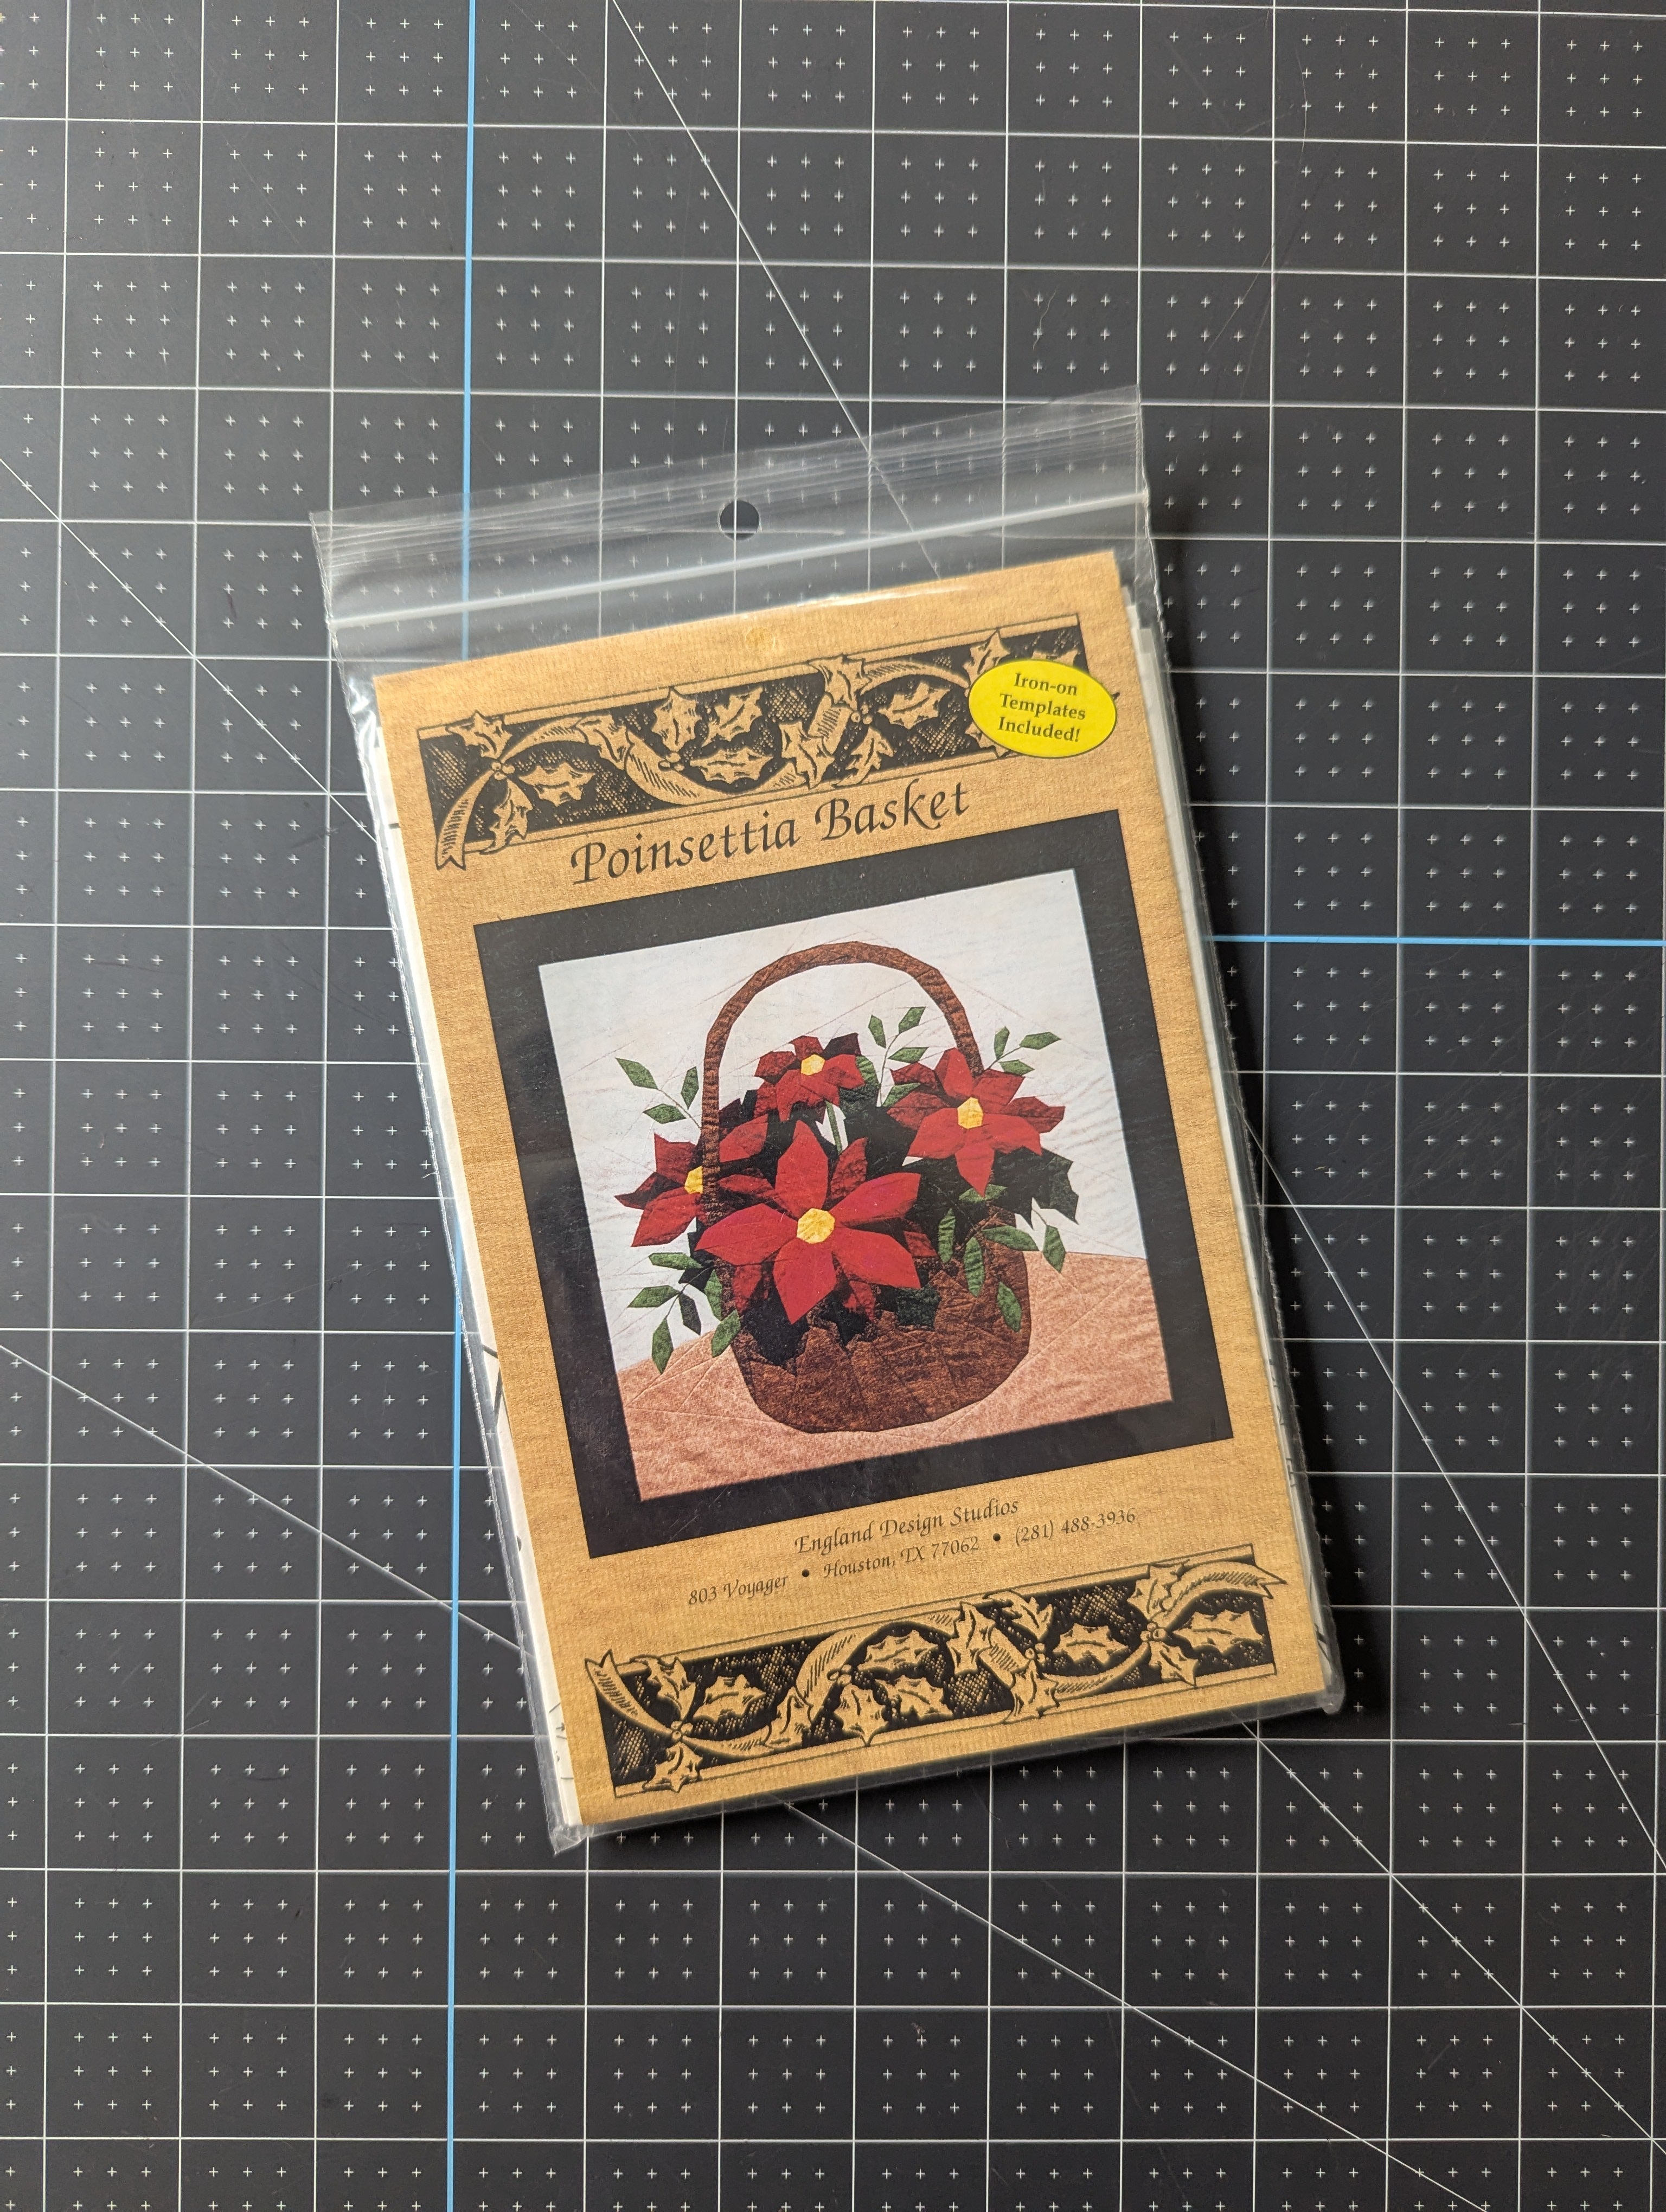 Iron-on
Templates
Included!
Poinsettia Basket
England Design Studios
803 Voyager • Houston, TX 77062 • (281) 488-3936